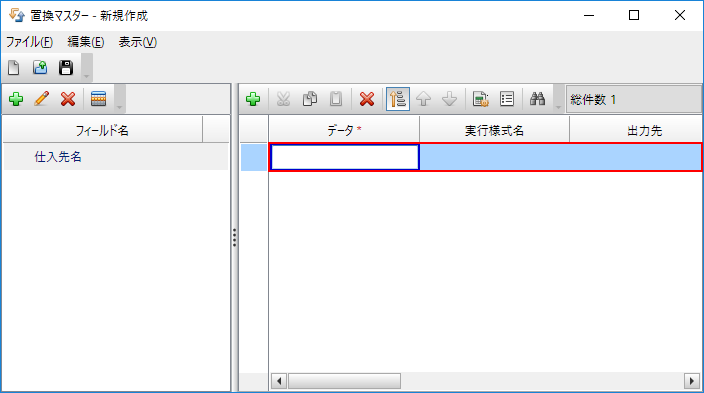 置換マスター - 新規作成
ファイル(F) 編集(E) 表示(V)
総件数 1
フィールド名
データ * 実行様式名 出力先
仕入先名